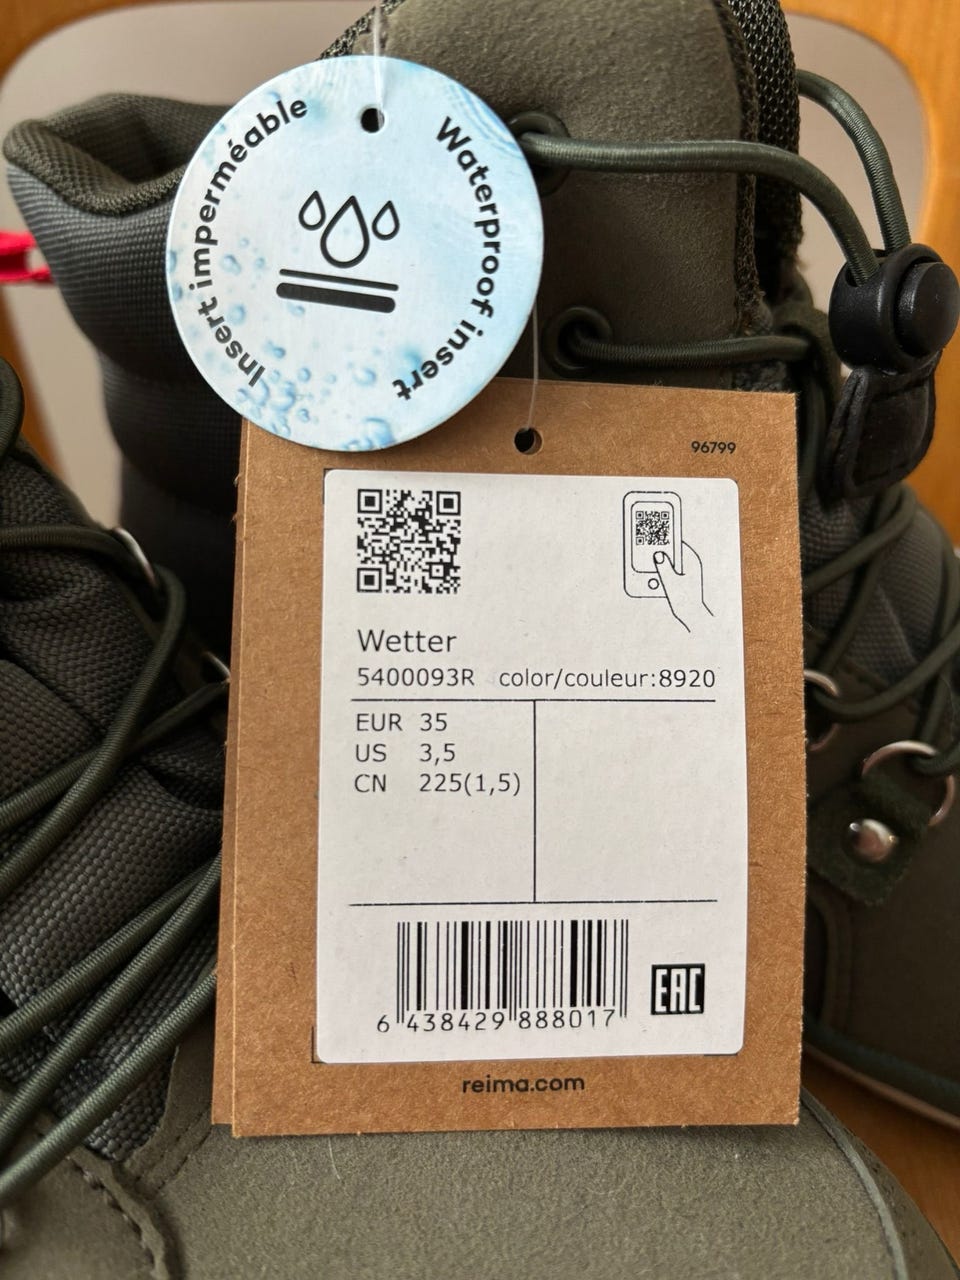 Insert imperméable
Waterproof insert
96799
Wetter
5400093R color/couleur:8920
EUR 35
US 3,5
CN 225(1,5)
6 438429 888017
EAC
reima.com